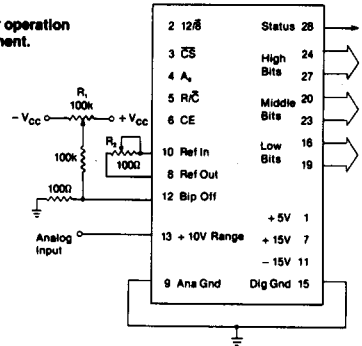 r operation
ment.
R₁
100k
– V_CC
+ V_CC
100k
R₂
100Ω
100Ω
Analog
Input
2 12/8̅
3 C̅S̅
4 A₀
5 R/C̅
6 CE
10 Ref In
8 Ref Out
12 Bip Off
13 + 10V Range
9 Ana Gnd
Status 28
High
Bits
24
27
Middle
Bits
20
23
Low
Bits
16
19
+ 5V 1
+ 15V 7
– 15V 11
Dig Gnd 15